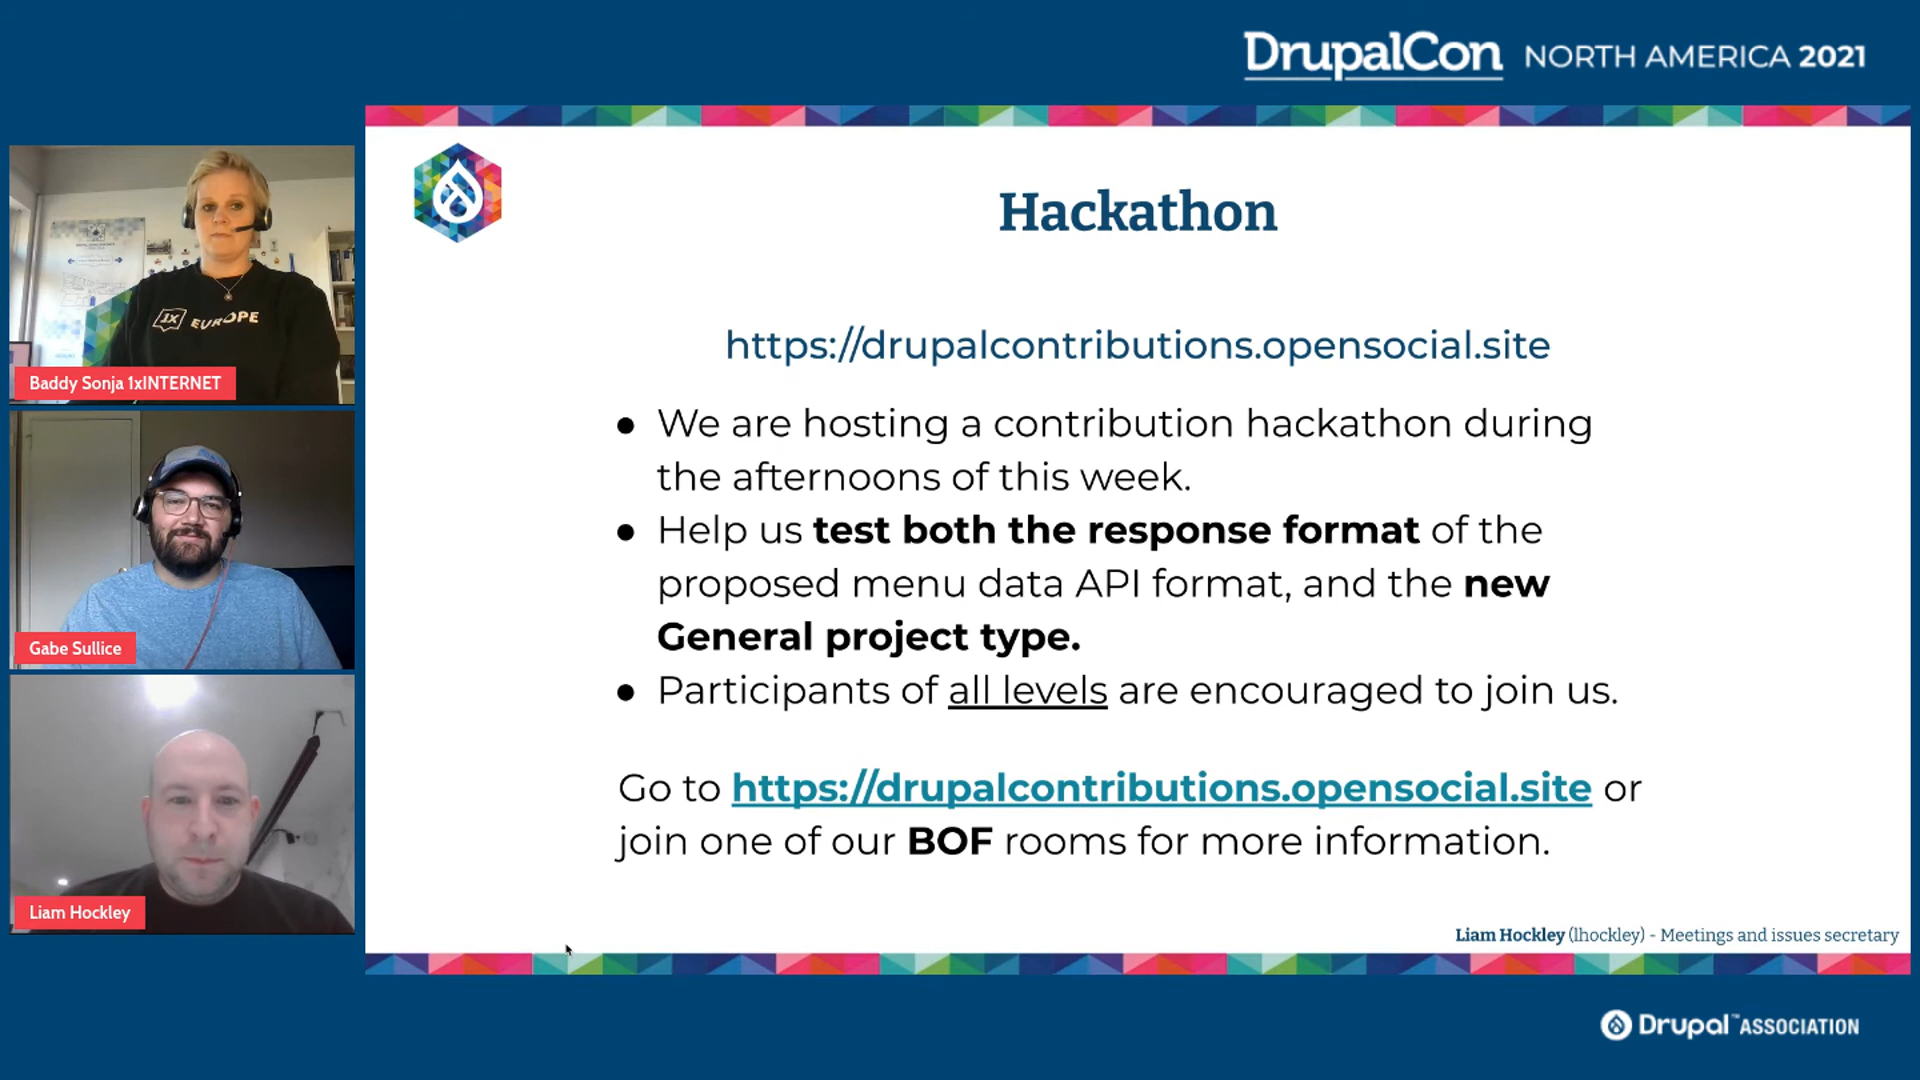 DrupalCon NORTH AMERICA 2021
1X EUROPE
Baddy Sonja 1xINTERNET
Gabe Sullice
Liam Hockley
Hackathon
https://drupalcontributions.opensocial.site
● We are hosting a contribution hackathon during
the afternoons of this week.
● Help us test both the response format of the
proposed menu data API format, and the new
General project type.
● Participants of all levels are encouraged to join us.
Go to https://drupalcontributions.opensocial.site or
join one of our BOF rooms for more information.
Liam Hockley (lhockley) - Meetings and issues secretary
Drupal™ ASSOCIATION